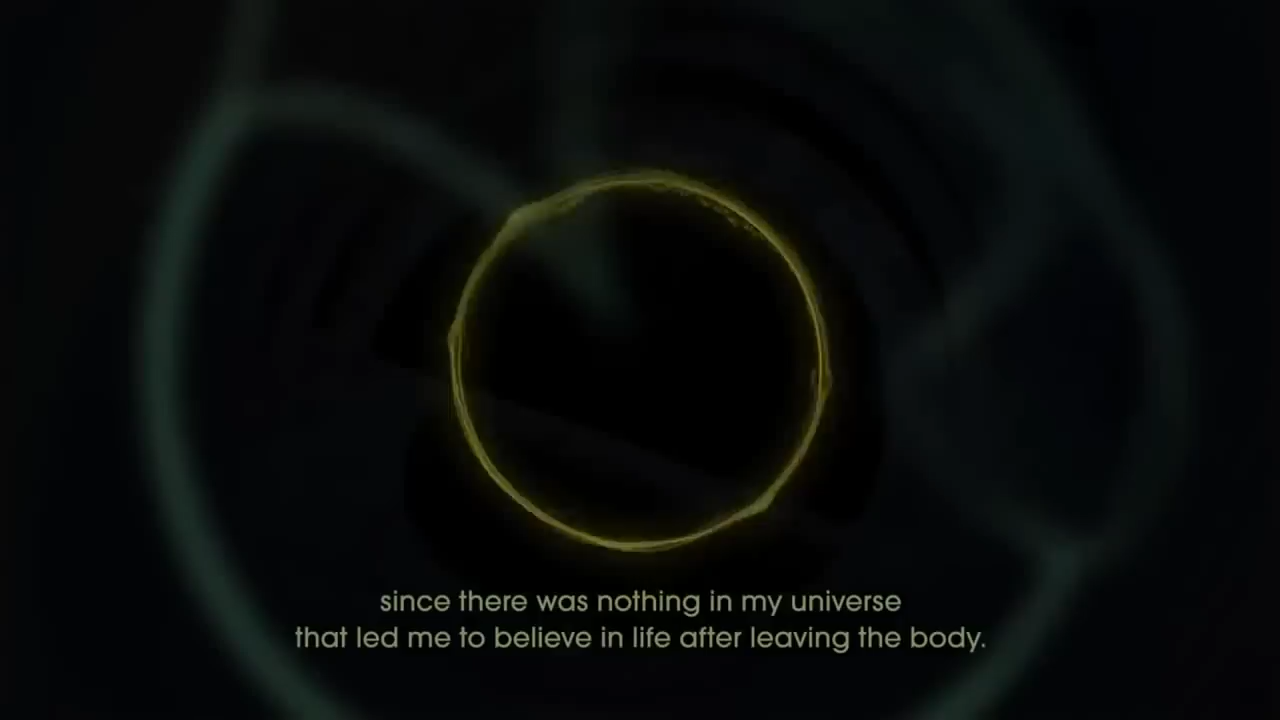 since there was nothing in my universe
that led me to believe in life after leaving the body.